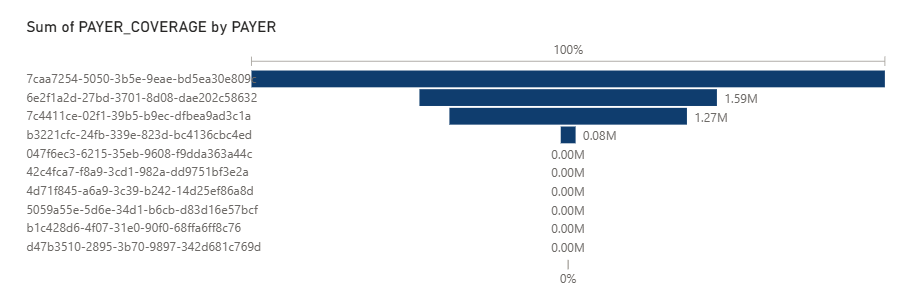 Sum of PAYER_COVERAGE by PAYER
100%
7caa7254-5050-3b5e-9eae-bd5ea30e809c
6e2f1a2d-27bd-3701-8d08-dae202c58632 1.59M
7c4411ce-02f1-39b5-b9ec-dfbea9ad3c1a 1.27M
b3221cfc-24fb-339e-823d-bc4136cbc4ed 0.08M
047f6ec3-6215-35eb-9608-f9dda363a44c 0.00M
42c4fca7-f8a9-3cd1-982a-dd9751bf3e2a 0.00M
4d71f845-a6a9-3c39-b242-14d25ef86a8d 0.00M
5059a55e-5d6e-34d1-b6cb-d83d16e57bcf 0.00M
b1c428d6-4f07-31e0-90f0-68ffa6ff8c76 0.00M
d47b3510-2895-3b70-9897-342d681c769d 0.00M
0%